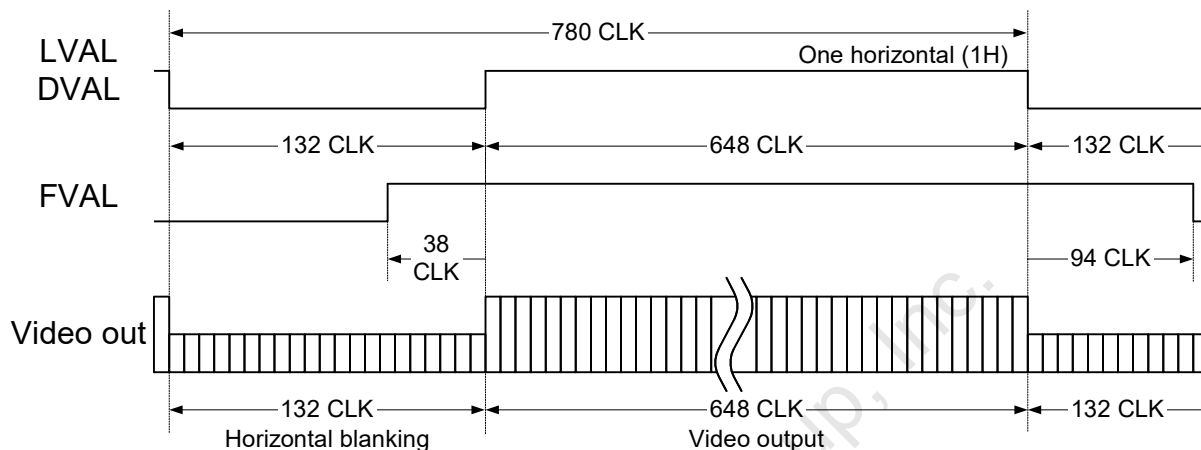 780 CLK
LVAL
DVAL
One horizontal (1H)
132 CLK
648 CLK
132 CLK
FVAL
38
CLK
94 CLK
Video out
132 CLK
648 CLK
132 CLK
Horizontal blanking
Video output
Inc.